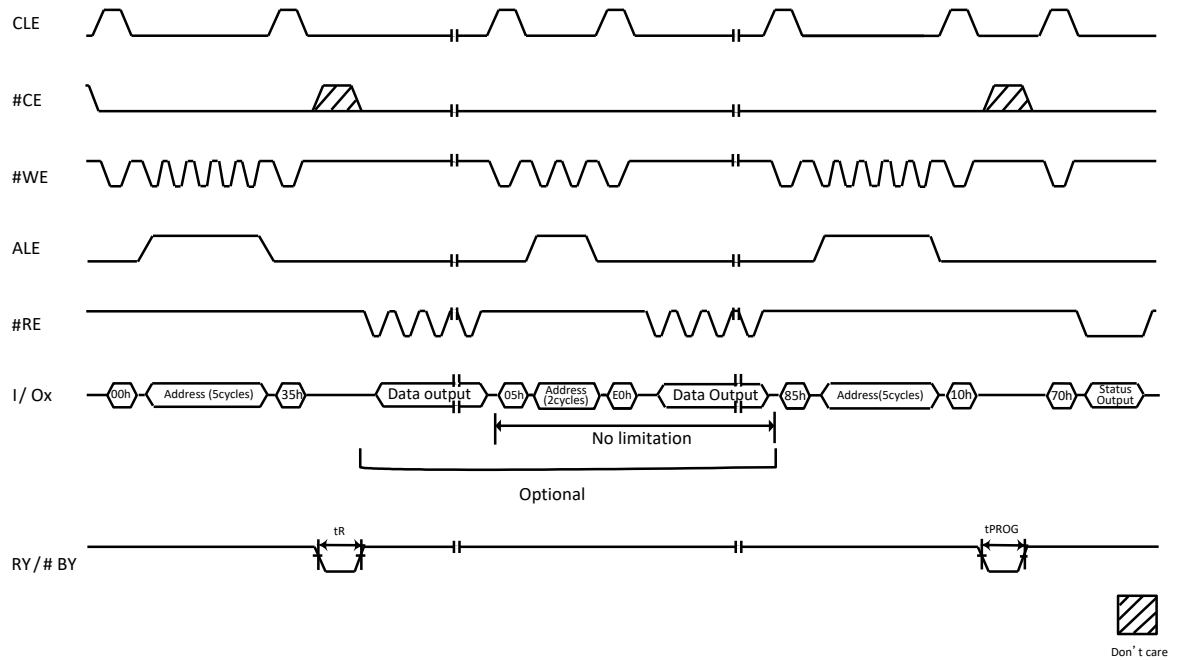 CLE
#CE
#WE
ALE
#RE
I/ Ox
00h
Address (5cycles)
35h
Data output
05h
Address
(2cycles)
E0h
Data Output
85h
Address(5cycles)
10h
70h
Status
Output
No limitation
Optional
tR
tPROG
RY/# BY
Don't care